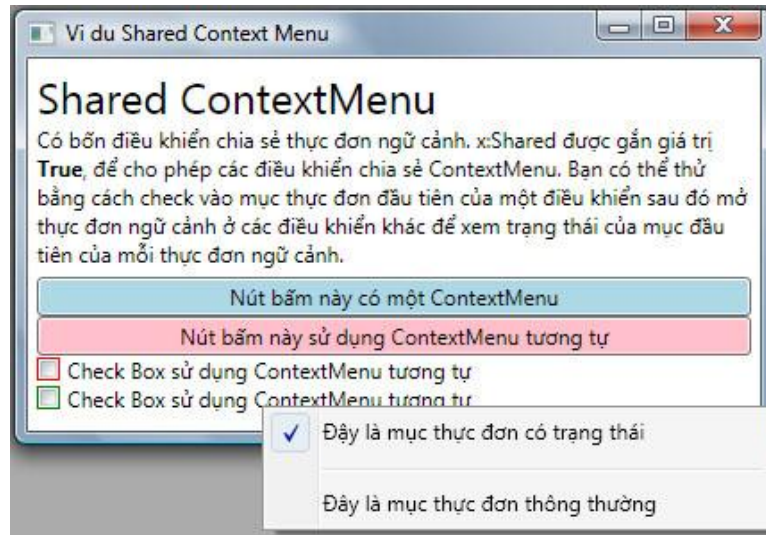 Vi du Shared Context Menu
Shared ContextMenu
Có bốn điều khiển chia sẻ thực đơn ngữ cảnh. x:Shared được gắn giá trị
True, để cho phép các điều khiển chia sẻ ContextMenu. Bạn có thể thử
bằng cách check vào mục thực đơn đầu tiên của một điều khiển sau đó mở
thực đơn ngữ cảnh ở các điều khiển khác để xem trạng thái của mục đầu
tiên của mỗi thực đơn ngữ cảnh.
Nút bấm này có một ContextMenu
Nút bấm này sử dụng ContextMenu tương tự
Check Box sử dụng ContextMenu tương tự
Check Box sử dụng ContextMenu tương tự
Đậy là mục thực đơn có trạng thái
Đây là mục thực đơn thông thường